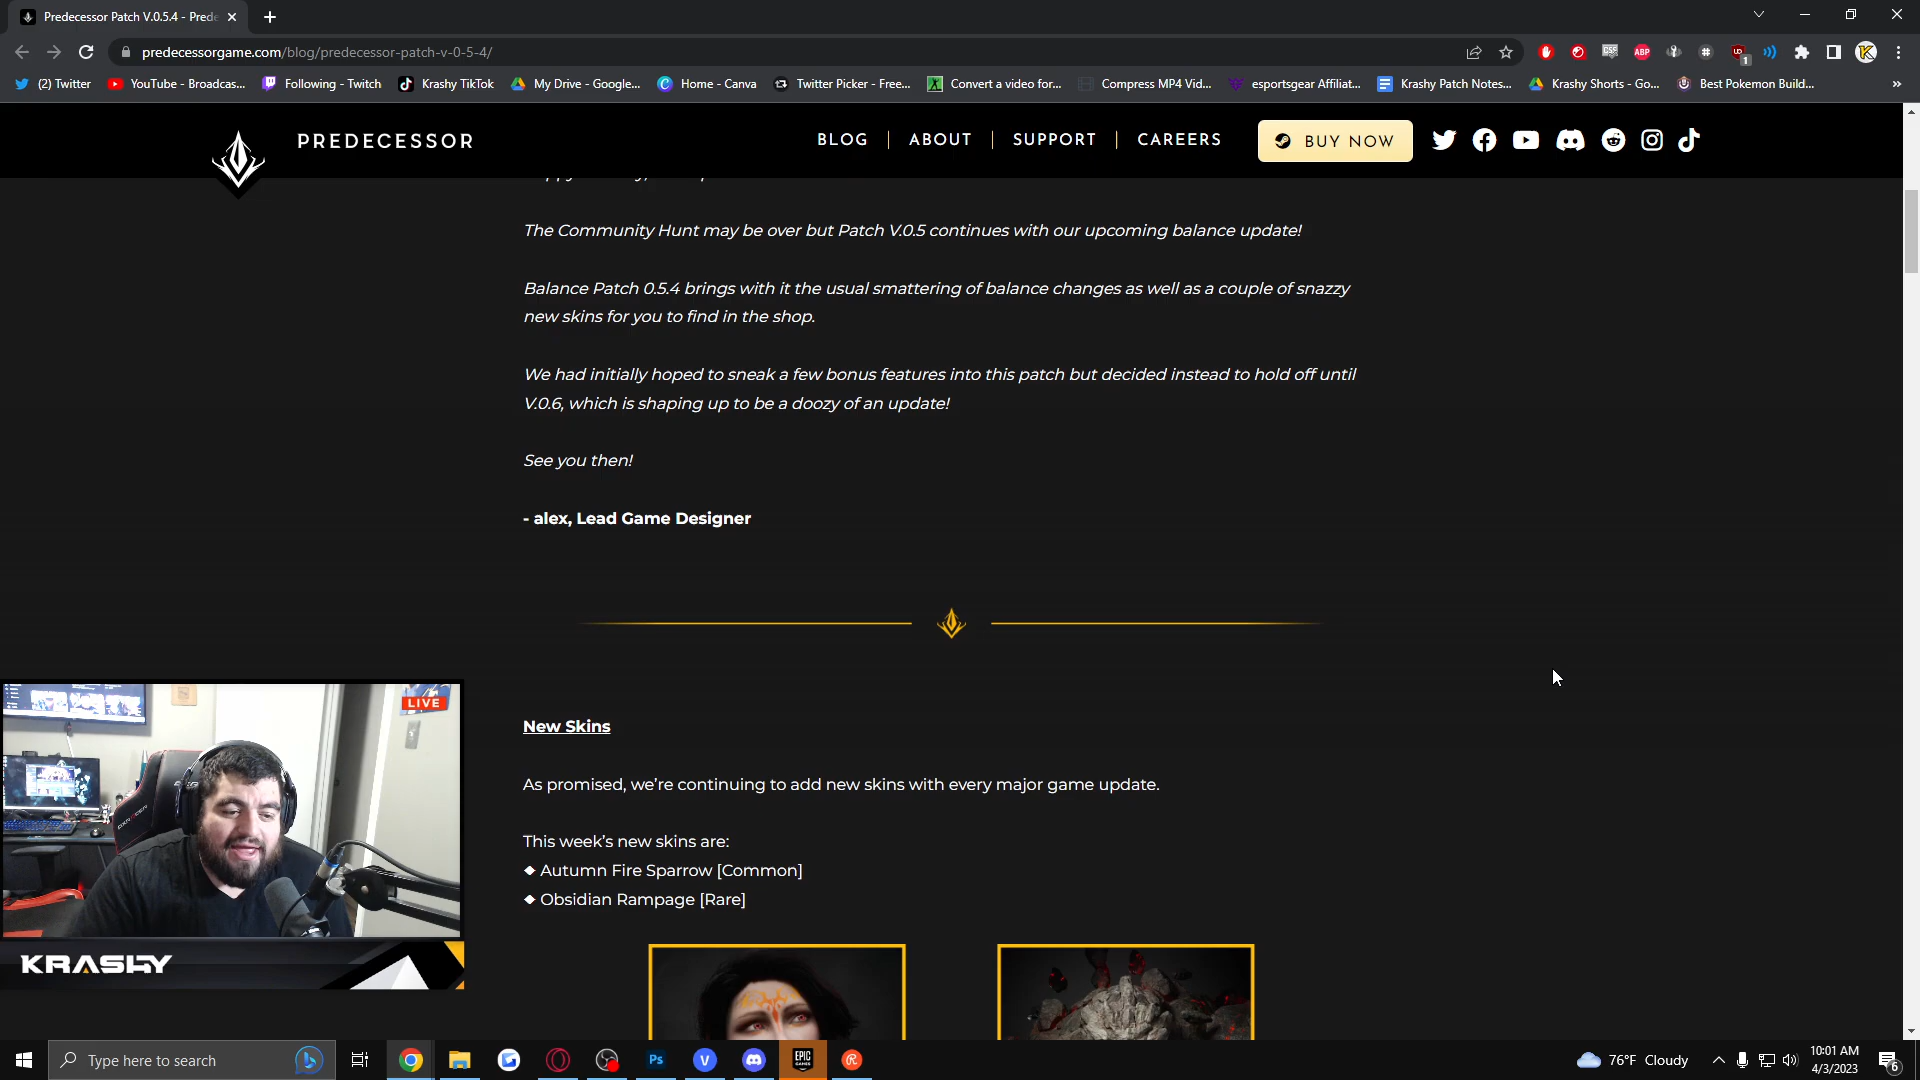 Predecessor Patch V.0.5.4 - Prede
predecessorgame.com/blog/predecessor-patch-v-0-5-4/
(2) Twitter
YouTube - Broadcas...
Following - Twitch
Krashy TikTok
My Drive - Google...
Home - Canva
Twitter Picker - Free...
Convert a video for...
Compress MP4 Vid...
esportsgear Affiliat...
Krashy Patch Notes...
Krashy Shorts - Go...
Best Pokemon Build...
PREDECESSOR
BLOG | ABOUT | SUPPORT | CAREERS
BUY NOW
The Community Hunt may be over but Patch V.0.5 continues with our upcoming balance update!
Balance Patch 0.5.4 brings with it the usual smattering of balance changes as well as a couple of snazzy
new skins for you to find in the shop.
We had initially hoped to sneak a few bonus features into this patch but decided instead to hold off until
V.0.6, which is shaping up to be a doozy of an update!
See you then!
- alex, Lead Game Designer
New Skins
As promised, we're continuing to add new skins with every major game update.
This week's new skins are:
❖ Autumn Fire Sparrow [Common]
❖ Obsidian Rampage [Rare]
LIVE
KRASHY
Type here to search
76°F Cloudy
10:01 AM
4/3/2023